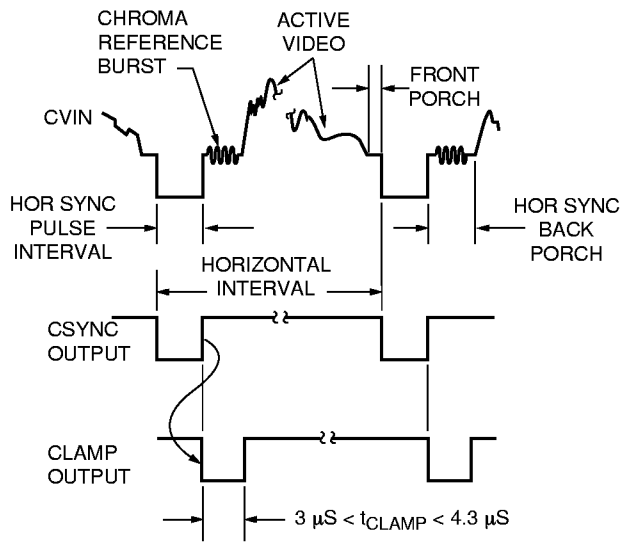 CHROMA
REFERENCE
BURST
ACTIVE
VIDEO
FRONT
PORCH
CVIN
HOR SYNC
PULSE
INTERVAL
HOR SYNC
BACK
PORCH
HORIZONTAL
INTERVAL
CSYNC
OUTPUT
CLAMP
OUTPUT
3 µS < tCLAMP < 4.3 µS